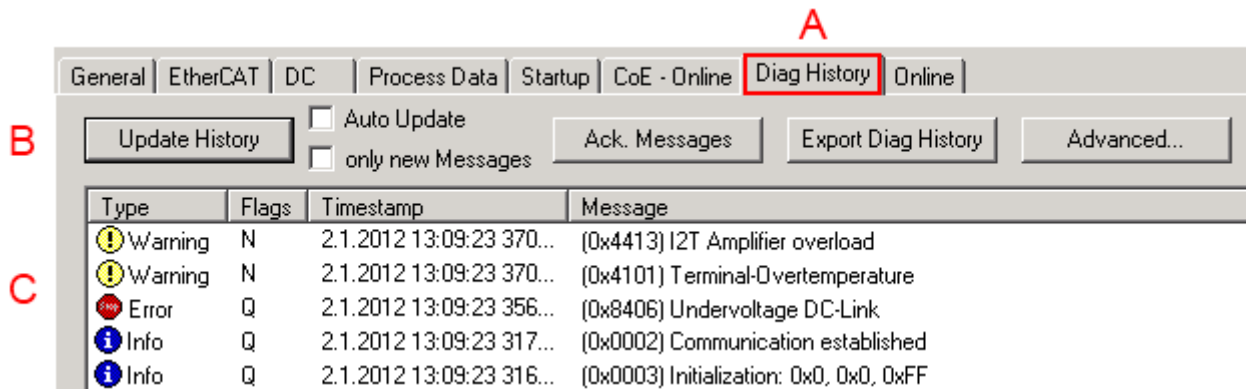 A
General EtherCAT DC Process Data Startup CoE - Online Diag History Online
B
Update History
Auto Update
only new Messages
Ack. Messages
Export Diag History
Advanced...
Type Flags Timestamp Message
C
Warning N 2.1.2012 13:09:23 370... (0x4413) I2T Amplifier overload
Warning N 2.1.2012 13:09:23 370... (0x4101) Terminal-Overtemperature
Stop Error Q 2.1.2012 13:09:23 356... (0x8406) Undervoltage DC-Link
Info Q 2.1.2012 13:09:23 317... (0x0002) Communication established
Info Q 2.1.2012 13:09:23 316... (0x0003) Initialization: 0x0, 0x0, 0xFF